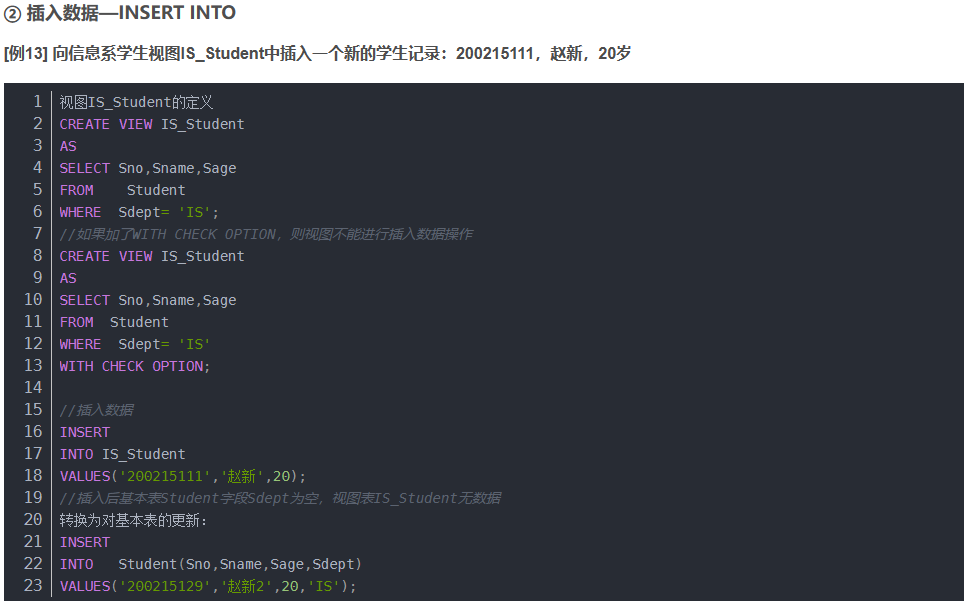 ② 插入数据—INSERT INTO
[例13] 向信息系学生视图IS_Student中插入一个新的学生记录：200215111，赵新，20岁
1 视图IS_Student的定义
2 CREATE VIEW IS_Student
3 AS
4 SELECT Sno,Sname,Sage
5 FROM    Student
6 WHERE  Sdept= 'IS';
7 //如果加了WITH CHECK OPTION，则视图不能进行插入数据操作
8 CREATE VIEW IS_Student
9 AS
10 SELECT Sno,Sname,Sage
11 FROM  Student
12 WHERE  Sdept= 'IS'
13 WITH CHECK OPTION;
14
15 //插入数据
16 INSERT
17 INTO IS_Student
18 VALUES('200215111','赵新',20);
19 //插入后基本表Student字段Sdept为空，视图表IS_Student无数据
20 转换为对基本表的更新：
21 INSERT
22 INTO   Student(Sno,Sname,Sage,Sdept)
23 VALUES('200215129','赵新2',20,'IS');